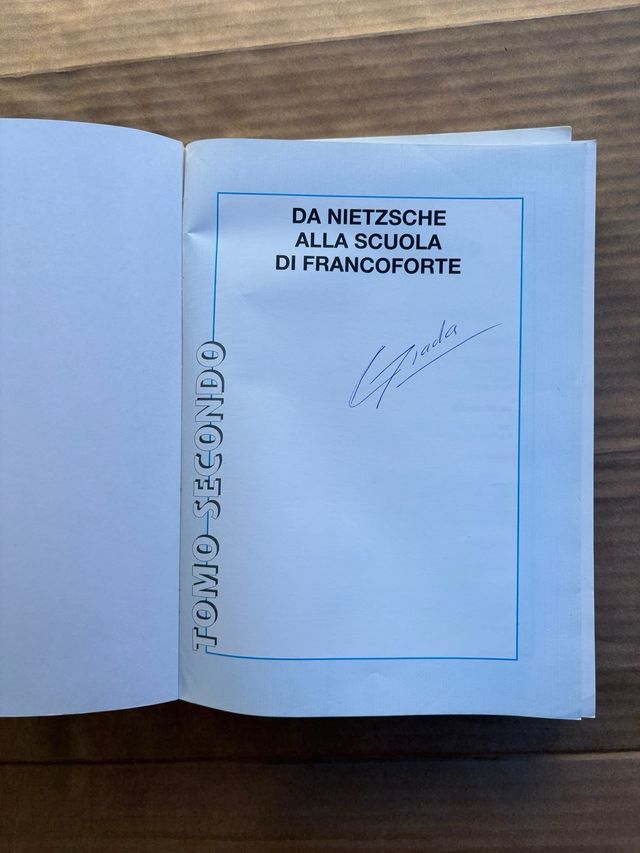 DA NIETZSCHE
ALLA SCUOLA
DI FRANCOFORTE
Giada
TOMO SECONDO